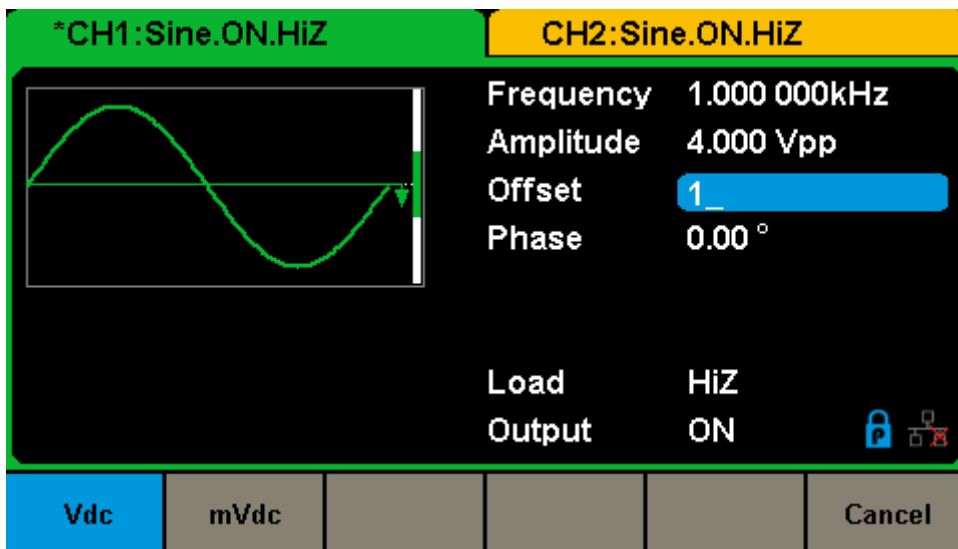 *CH1:Sine.ON.HiZ CH2:Sine.ON.HiZ
Frequency 1.000 000kHz
Amplitude 4.000 Vpp
Offset 1_
Phase 0.00 °
Load HiZ
Output ON P
Vdc mVdc Cancel